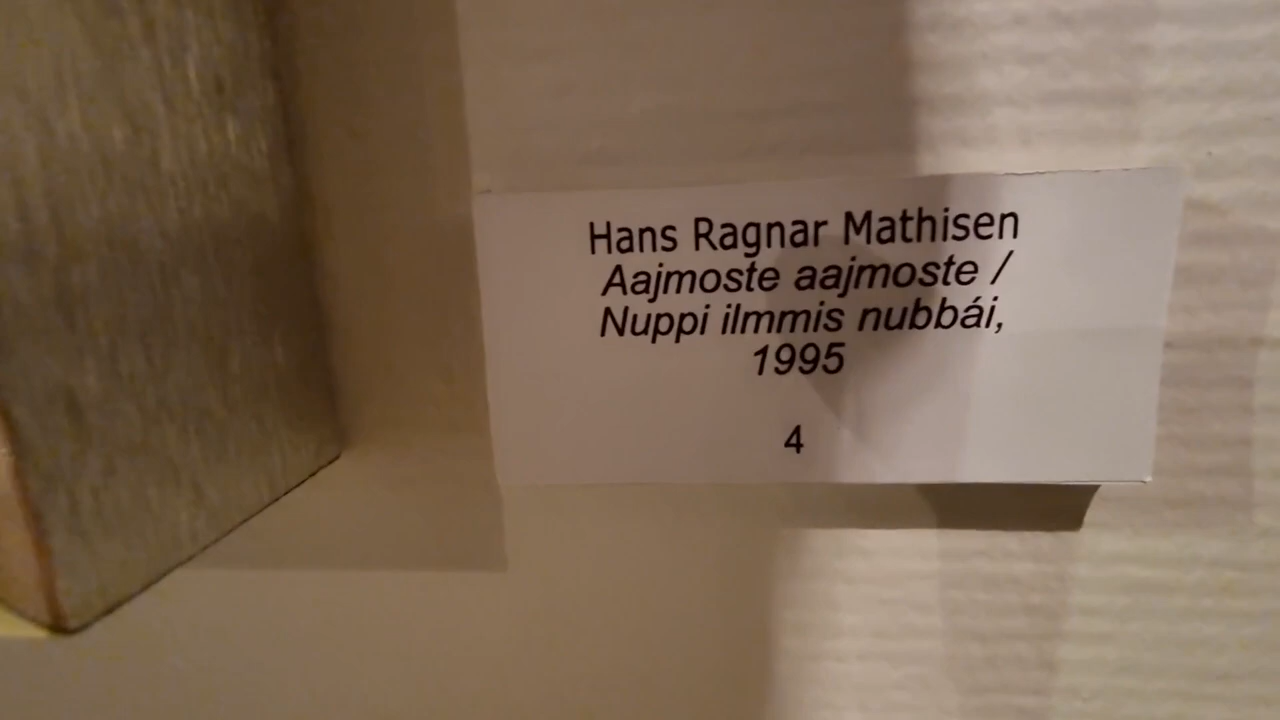 Hans Ragnar Mathisen
Aajmoste aajmoste /
Nuppi ilmmis nubbái,
1995
4